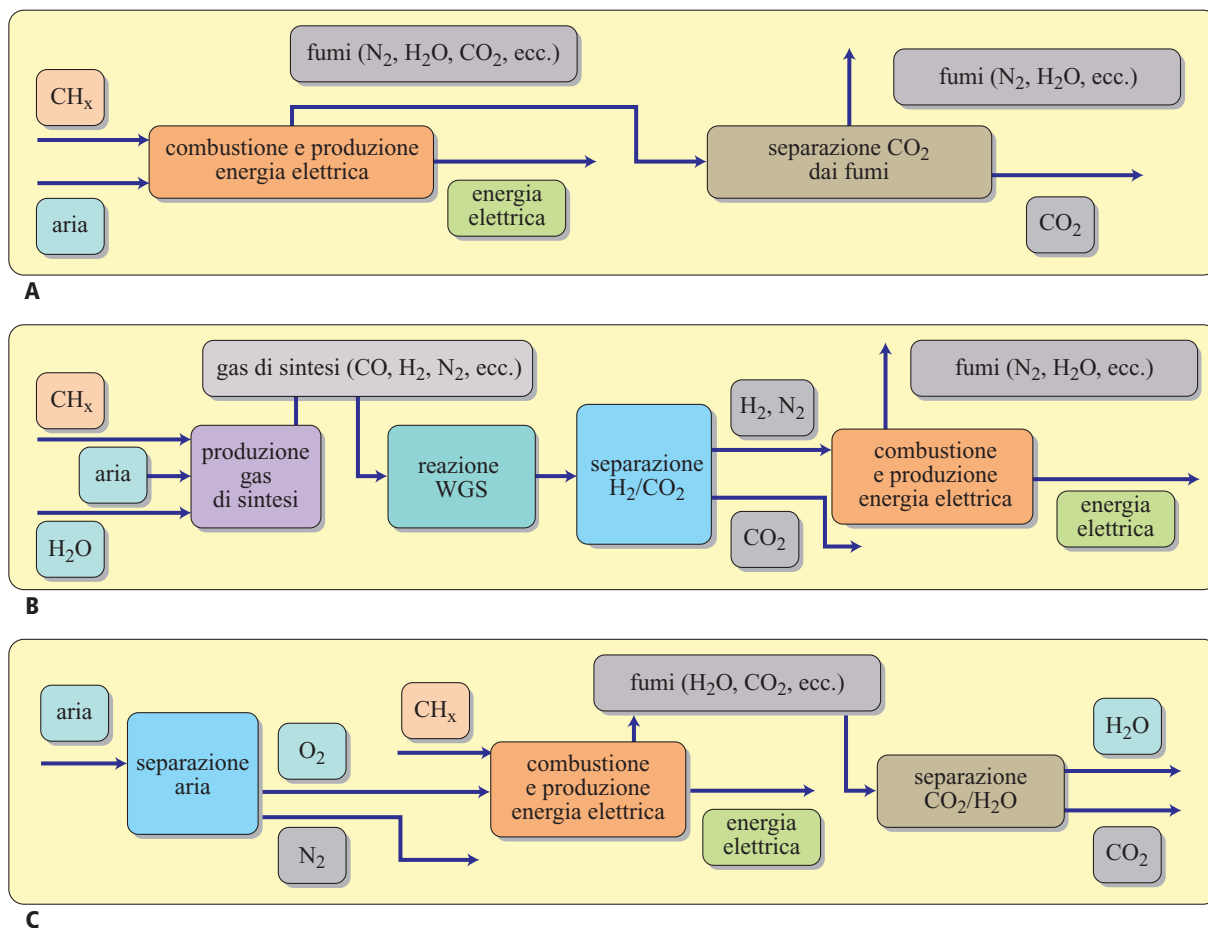 fumi (N₂, H₂O, CO₂, ecc.)
fumi (N₂, H₂O, ecc.)
CHₓ
combustione e produzione
energia elettrica
separazione CO₂
dai fumi
aria
energia
elettrica
CO₂
A
gas di sintesi (CO, H₂, N₂, ecc.)
fumi (N₂, H₂O, ecc.)
CHₓ
H₂, N₂
aria
produzione
gas
di sintesi
reazione
WGS
separazione
H₂/CO₂
combustione
e produzione
energia elettrica
H₂O
CO₂
energia
elettrica
B
fumi (H₂O, CO₂, ecc.)
aria
CHₓ
H₂O
separazione
aria
O₂
combustione
e produzione
energia elettrica
separazione
CO₂/H₂O
N₂
energia
elettrica
CO₂
C